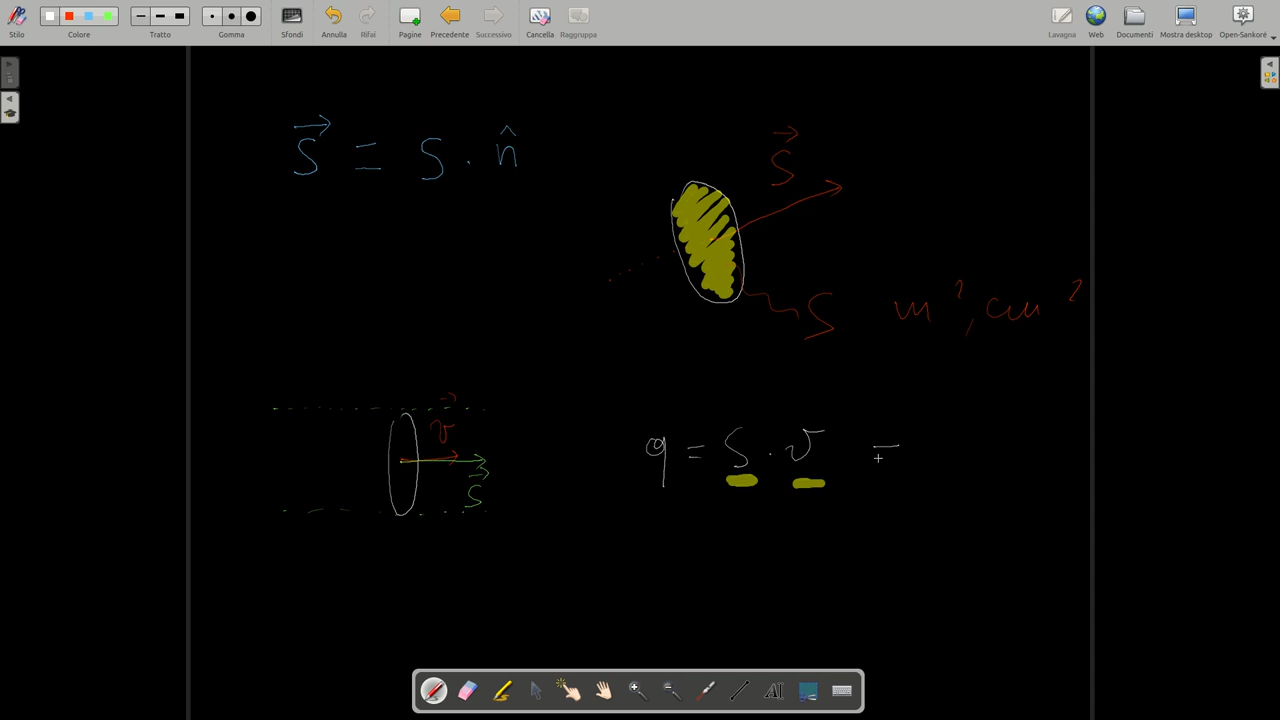 Stilo Colore Tratto Gomma Sfondi Annulla Rifai Pagine Precedente Successivo Cancella Raggruppa Lavagna Web Documenti Mostra desktop Open-Sankoré
S⃗ = S · n̂
S⃗
S m², cm²
v⃗
q = S · v =
S⃗
AI